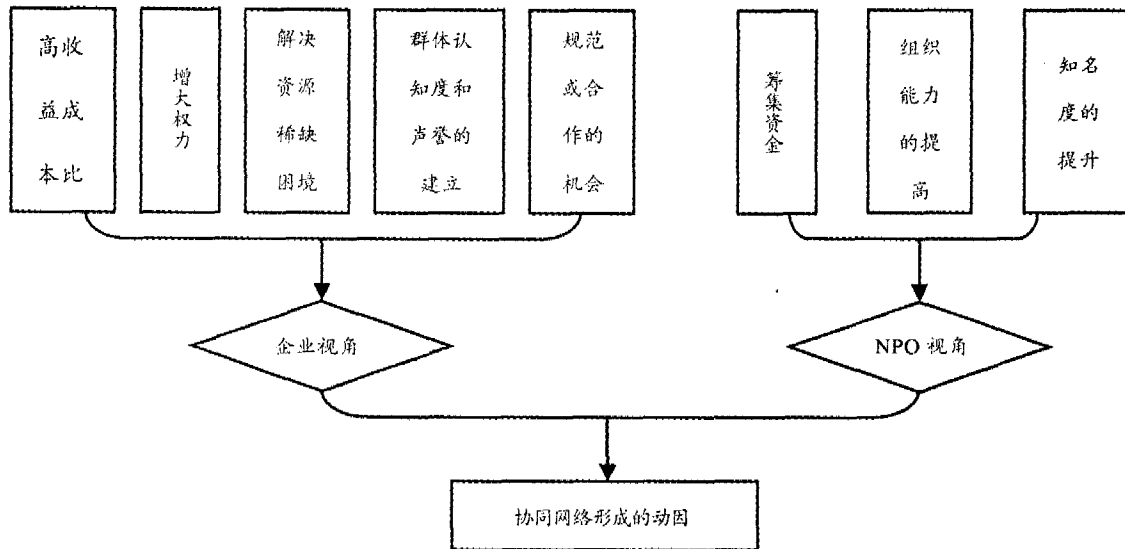 高收
益成
本比
增
大
权
力
解决
资源
稀缺
困境
群体认
知度和
声誉的
建立
规范
或合
作的
机会
筹
集
资
金
组织
能力
的提
高
知名
度的
提升
企业视角
NPO 视角
协同网络形成的动因